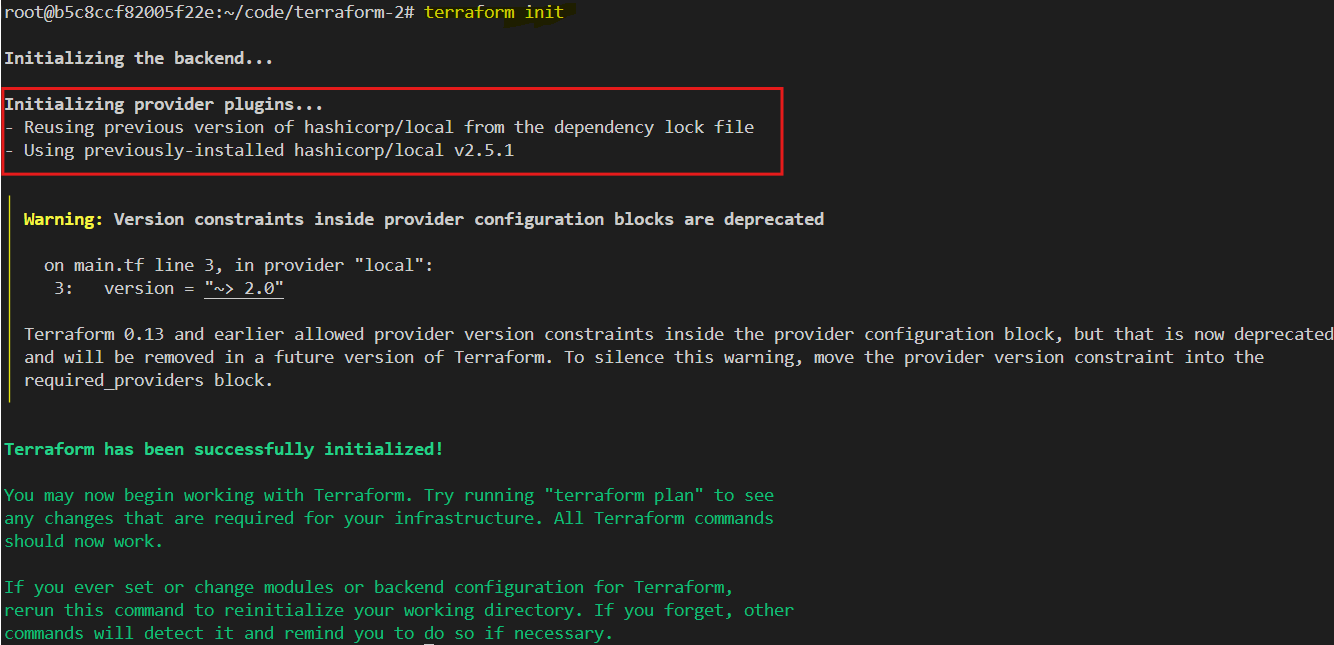 root@b5c8ccf82005f22e:~/code/terraform-2# terraform init
Initializing the backend...
Initializing provider plugins...
- Reusing previous version of hashicorp/local from the dependency lock file
- Using previously-installed hashicorp/local v2.5.1
Warning: Version constraints inside provider configuration blocks are deprecated
on main.tf line 3, in provider "local":
3: version = "~> 2.0"
Terraform 0.13 and earlier allowed provider version constraints inside the provider configuration block, but that is now deprecated
and will be removed in a future version of Terraform. To silence this warning, move the provider version constraint into the
required_providers block.
Terraform has been successfully initialized!
You may now begin working with Terraform. Try running "terraform plan" to see
any changes that are required for your infrastructure. All Terraform commands
should now work.
If you ever set or change modules or backend configuration for Terraform,
rerun this command to reinitialize your working directory. If you forget, other
commands will detect it and remind you to do so if necessary.